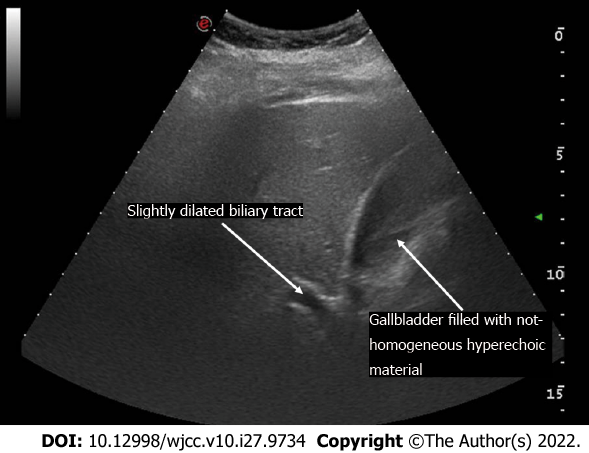 e
0
5
Slightly dilated biliary tract
10
Gallbladder filled with not-
homogeneous hyperechoic
material
15
DOI: 10.12998/wjcc.v10.i27.9734 Copyright ©The Author(s) 2022.